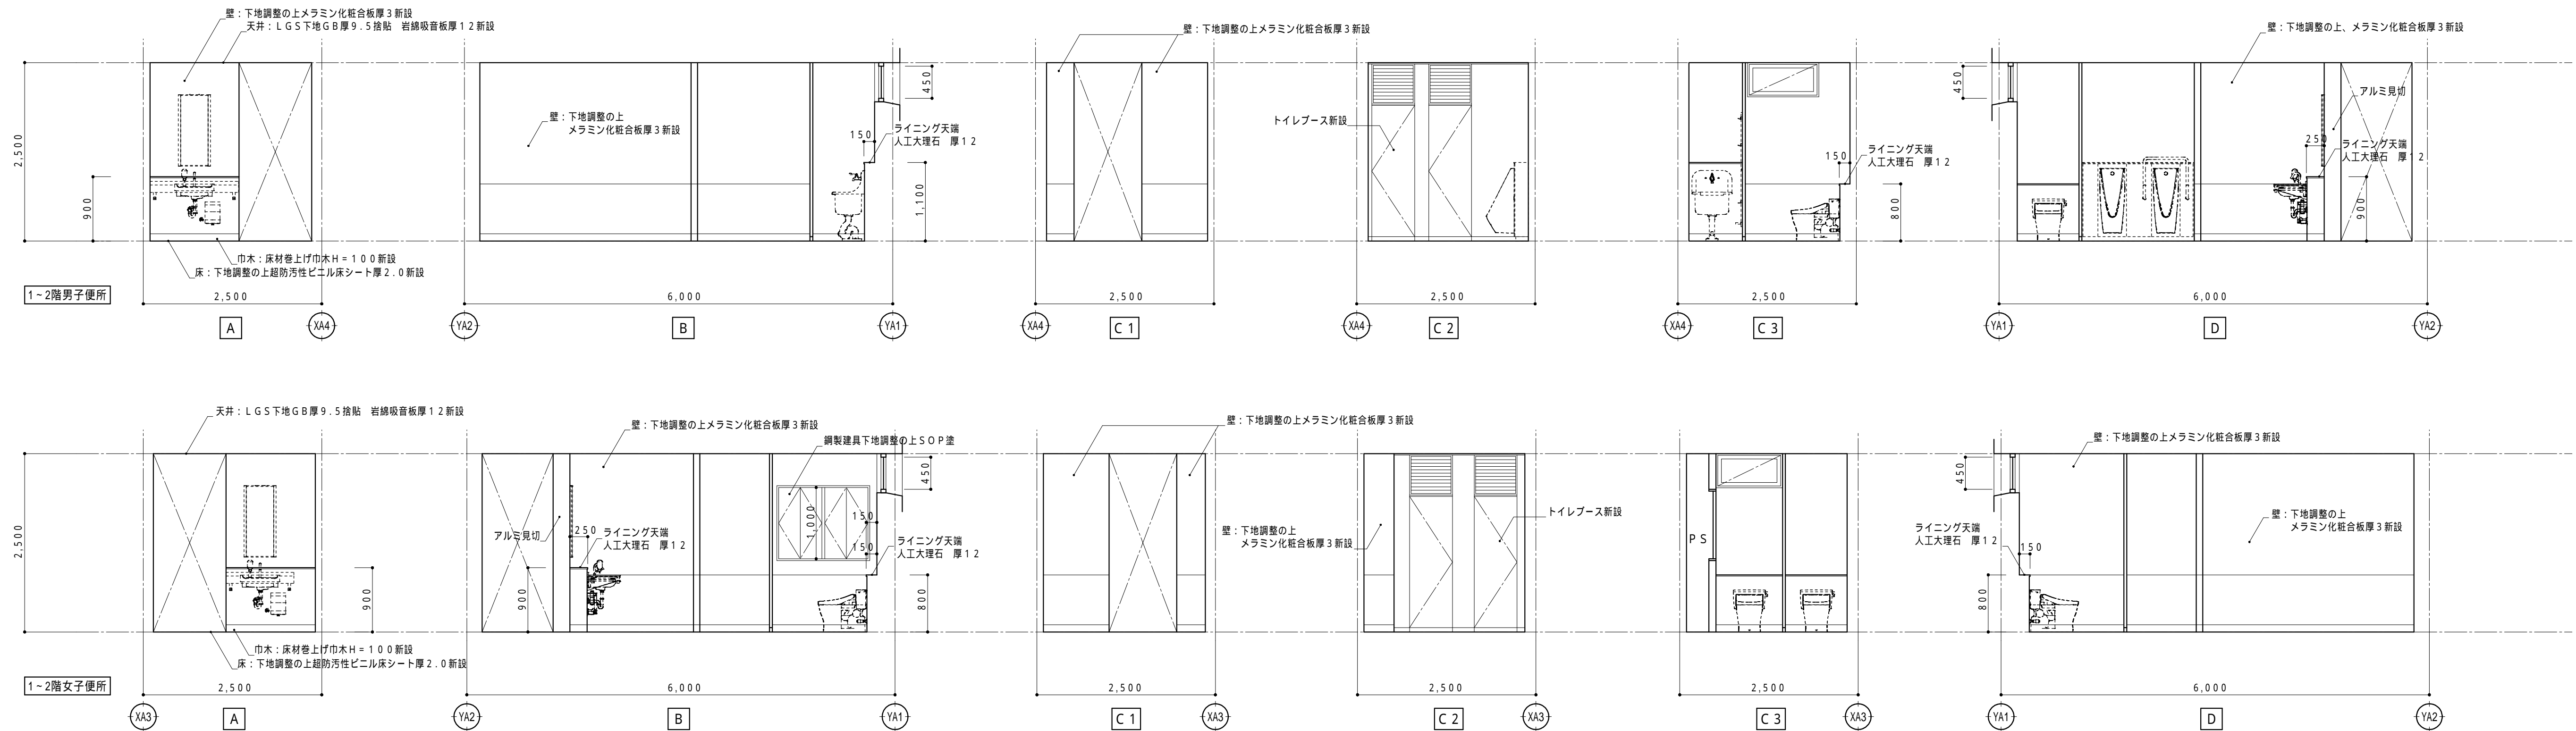 壁：下地調整の上メラミン化粧合板厚３新設
天井：ＬＧＳ下地ＧＢ厚９．５捨貼　岩綿吸音板厚１２新設
2,500
900
巾木：床材巻上げ巾木Ｈ＝１００新設
床：下地調整の上超防汚性ビニル床シート厚２．０新設
1~2階男子便所
2,500
A
XA4
壁：下地調整の上
メラミン化粧合板厚３新設
450
150
ライニング天端
人工大理石　厚１２
1,100
6,000
YA2
B
YA1
壁：下地調整の上メラミン化粧合板厚３新設
2,500
XA4
C 1
トイレブース新設
2,500
XA4
C 2
150
ライニング天端
人工大理石　厚１２
800
2,500
XA4
C 3
壁：下地調整の上、メラミン化粧合板厚３新設
450
アルミ見切
250
ライニング天端
人工大理石　厚１２
900
6,000
YA1
D
YA2
天井：ＬＧＳ下地ＧＢ厚９．５捨貼　岩綿吸音板厚１２新設
2,500
900
巾木：床材巻上げ巾木Ｈ＝１００新設
床：下地調整の上超防汚性ビニル床シート厚２．０新設
1~2階女子便所
2,500
XA3
A
壁：下地調整の上メラミン化粧合板厚３新設
鋼製建具下地調整の上ＳＯＰ塗
450
アルミ見切
250
ライニング天端
人工大理石　厚１２
1,000
150
150
ライニング天端
人工大理石　厚１２
900
800
6,000
YA2
B
YA1
壁：下地調整の上メラミン化粧合板厚３新設
2,500
C 1
XA3
壁：下地調整の上
メラミン化粧合板厚３新設
トイレブース新設
2,500
C 2
XA3
ＰＳ
2,500
C 3
XA3
壁：下地調整の上メラミン化粧合板厚３新設
450
ライニング天端
人工大理石　厚１２
150
800
壁：下地調整の上
メラミン化粧合板厚３新設
6,000
YA1
D
YA2